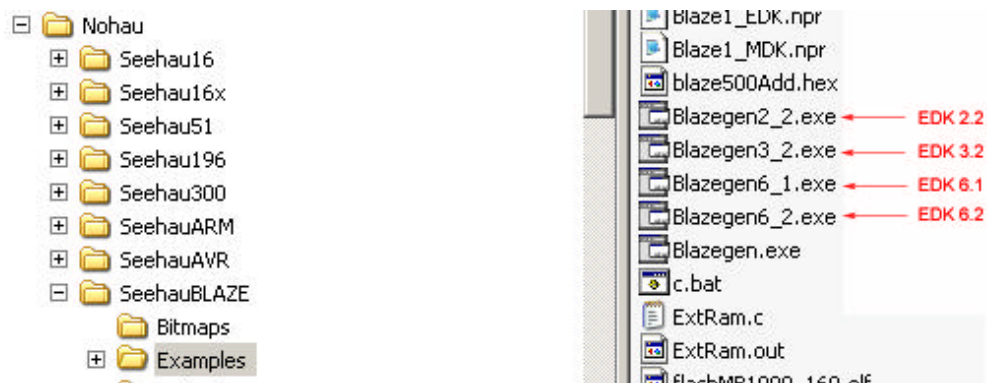 Nohau
Seehau16
Seehau16x
Seehau51
Seehau196
Seehau300
SeehauARM
SeehauAVR
SeehauBLAZE
Bitmaps
Examples
Blaze1_EDK.npr
Blaze1_MDK.npr
blaze500Add.hex
Blazegen2_2.exe EDK 2.2
Blazegen3_2.exe EDK 3.2
Blazegen6_1.exe EDK 6.1
Blazegen6_2.exe EDK 6.2
Blazegen.exe
c.bat
ExtRam.c
ExtRam.out